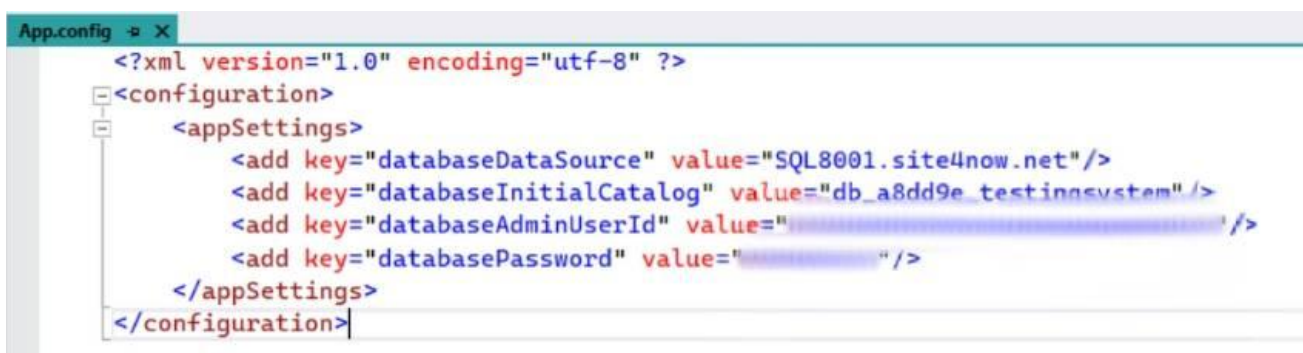 App.config
<?xml version="1.0" encoding="utf-8" ?>
<configuration>
<appSettings>
<add key="databaseDataSource" value="SQL8001.site4now.net"/>
<add key="databaseInitialCatalog" value="db_a8dd9e_testingsystem"/>
<add key="databaseAdminUserId" value=""/>
<add key="databasePassword" value=""/>
</appSettings>
</configuration>